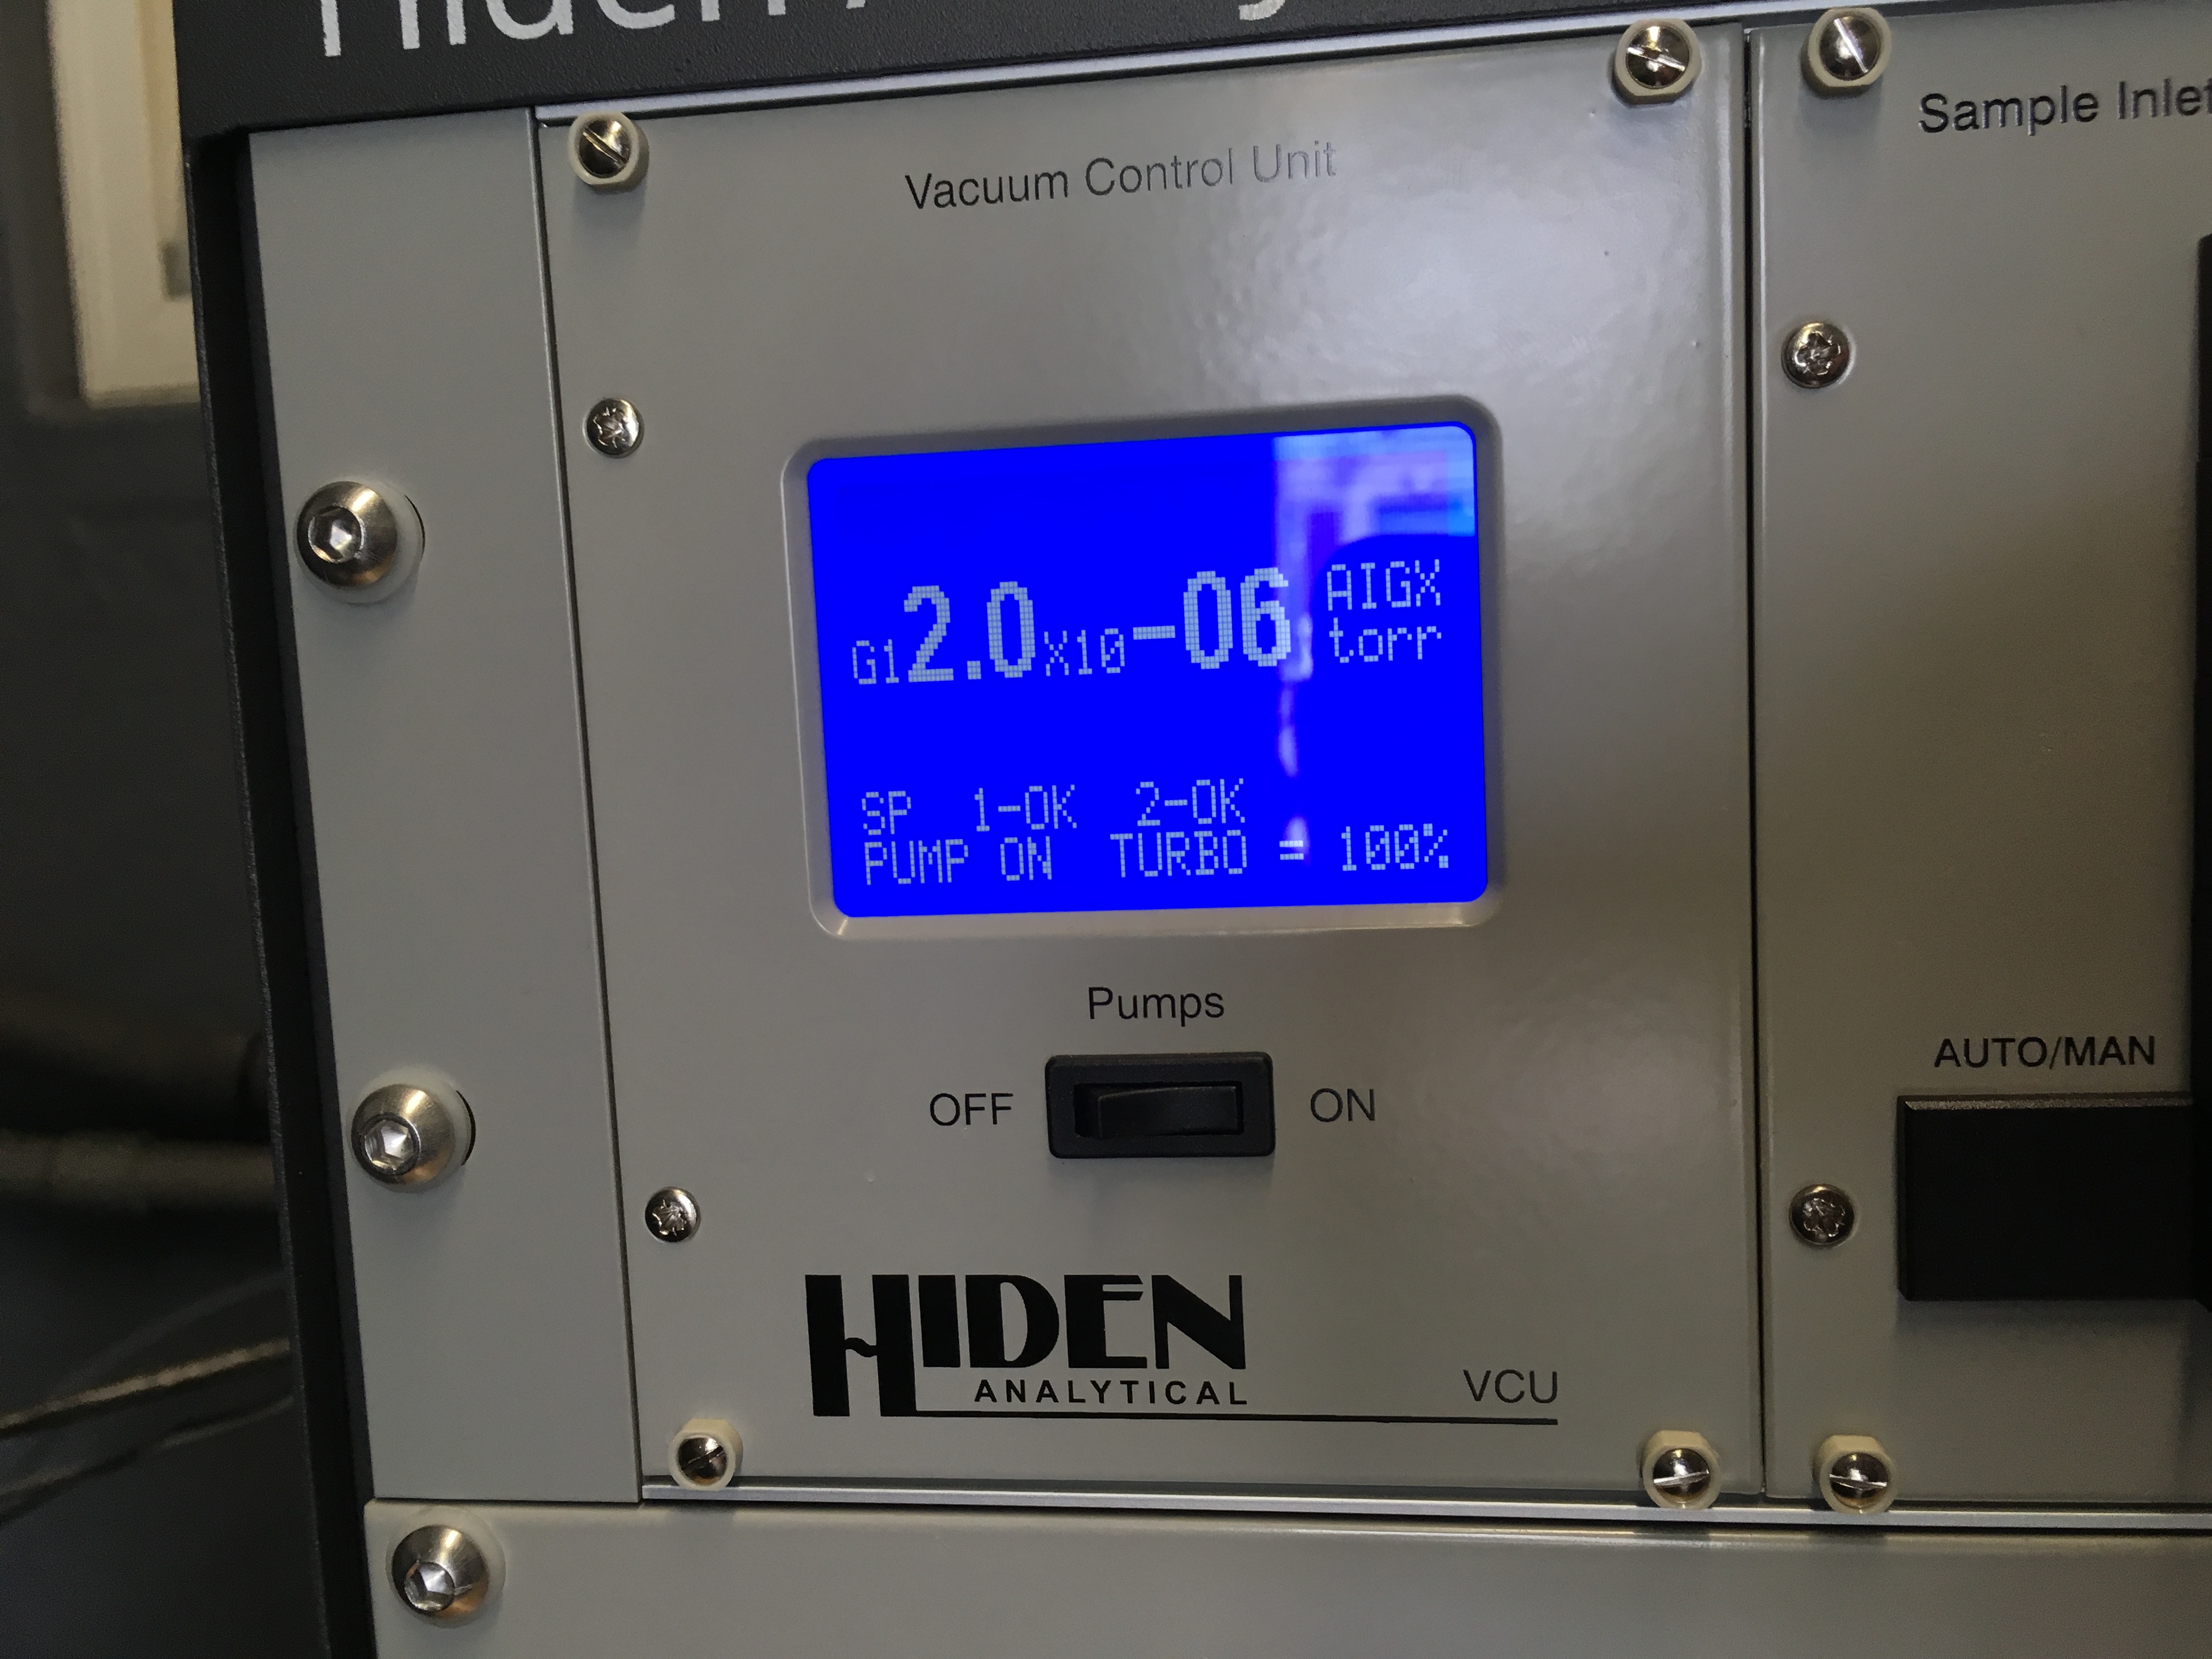 Hiden
Vacuum Control Unit
Sample Inlet
G1 2.0x10-06 AIGX
torr
SP 1-OK 2-OK
PUMP ON TURBO = 100%
Pumps
OFF ON
AUTO/MAN
HIDEN
ANALYTICAL
VCU